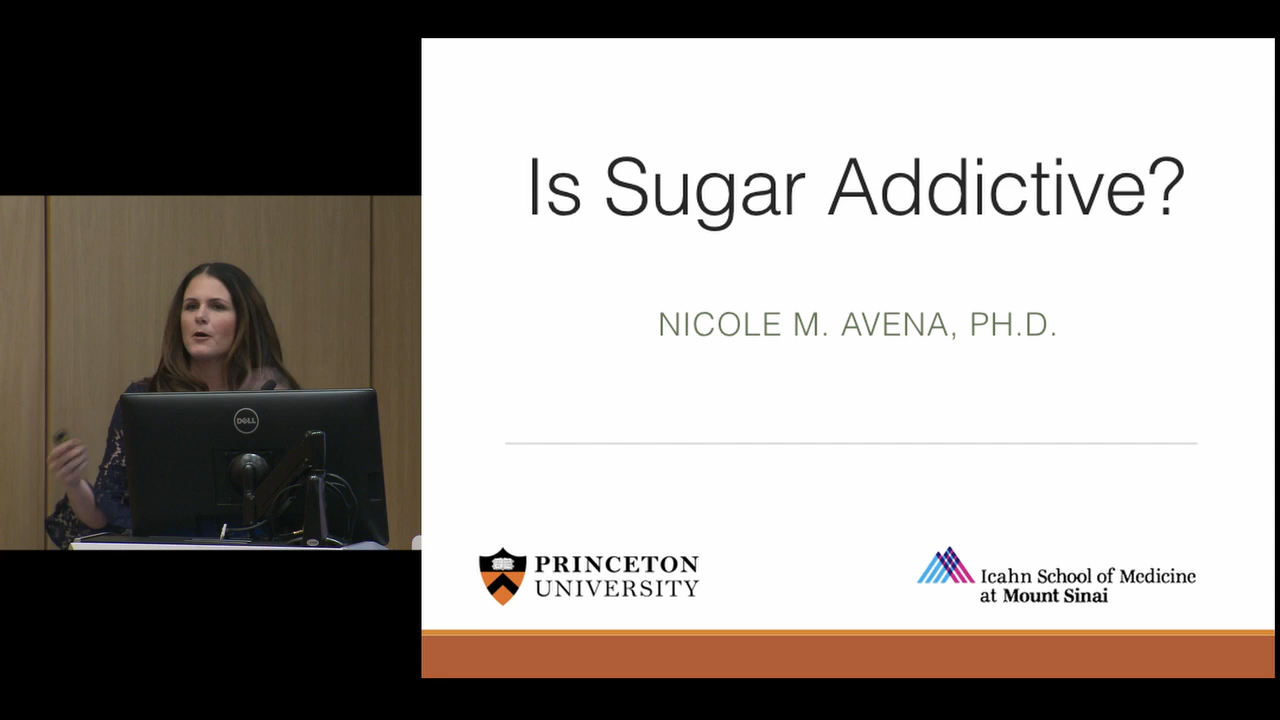 Is Sugar Addictive?
NICOLE M. AVENA, PH.D.
PRINCETON
UNIVERSITY
Icahn School of Medicine
at Mount Sinai
DELL